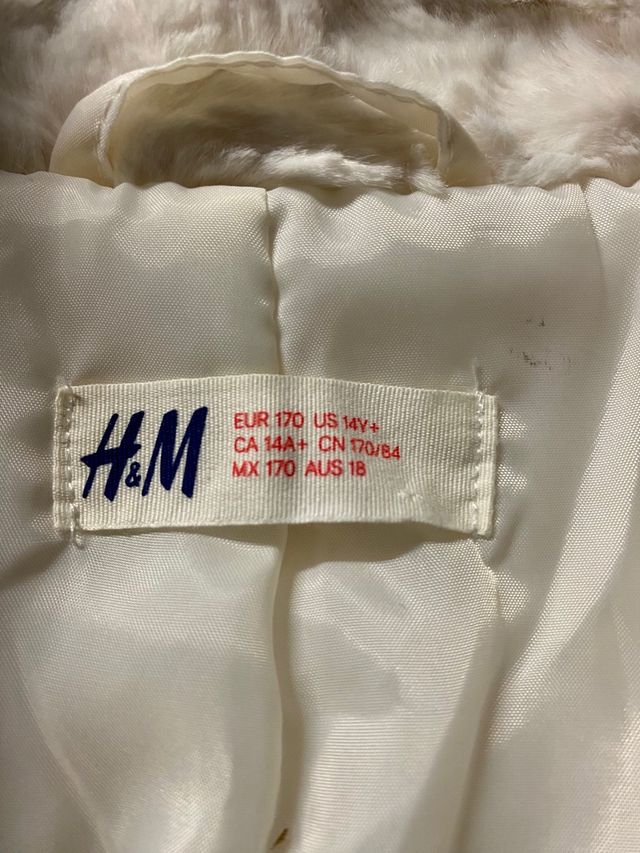 H&M
EUR 170 US 14Y+
CA 14A+ CN 170/84
MX 170 AUS 18